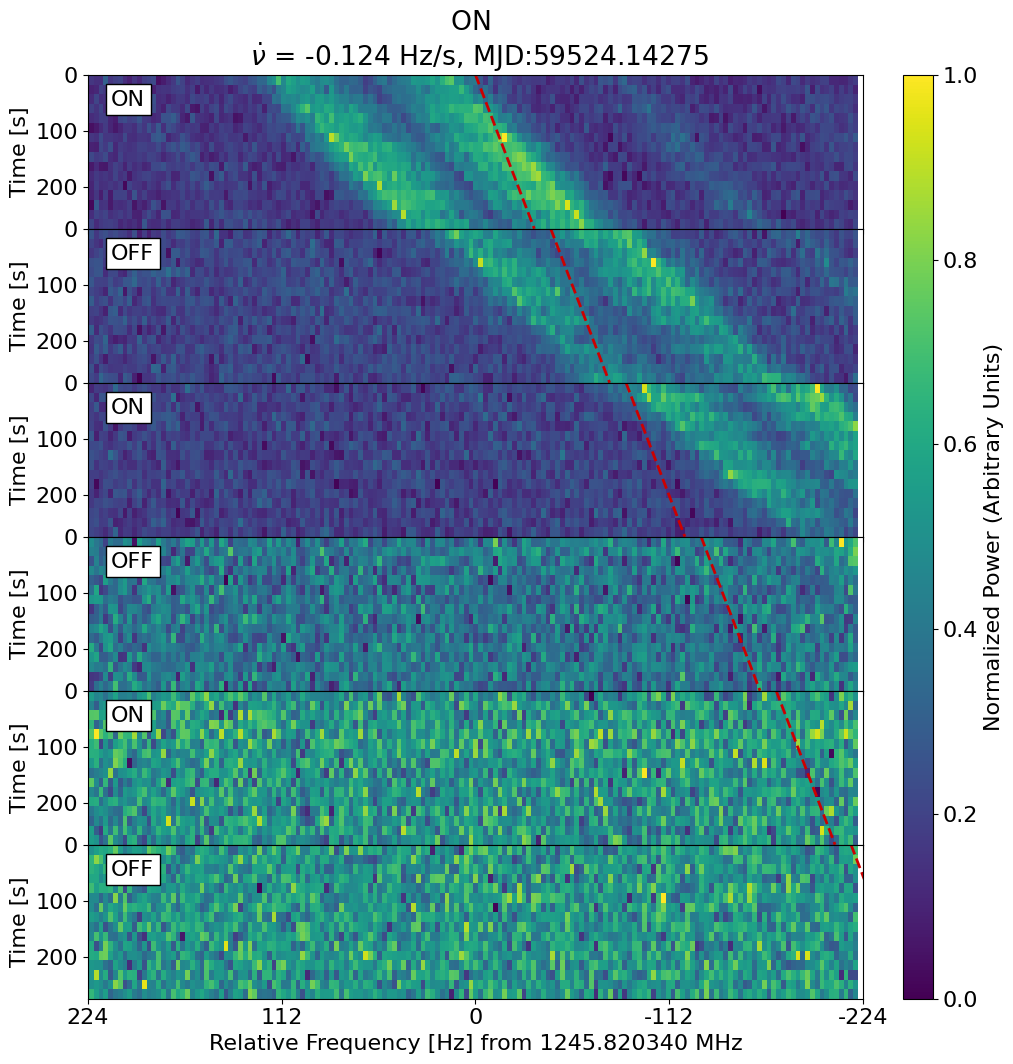 ON
ν̇ = -0.124 Hz/s, MJD:59524.14275
0
ON
100
200
Time [s]
0
OFF
100
200
Time [s]
0
ON
100
200
Time [s]
0
OFF
100
200
Time [s]
0
ON
100
200
Time [s]
0
OFF
100
200
Time [s]
224 112 0 -112 -224
Relative Frequency [Hz] from 1245.820340 MHz
1.0
0.8
0.6
0.4
0.2
0.0
Normalized Power (Arbitrary Units)